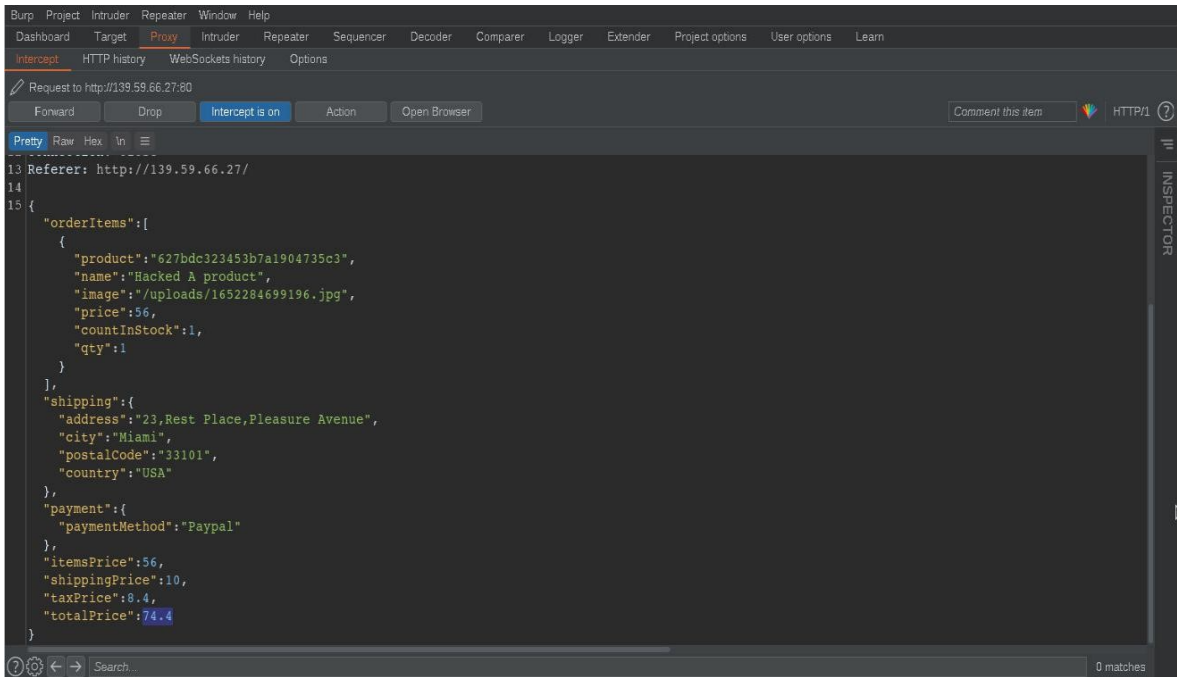 Burp Project Intruder Repeater Window Help
Dashboard Target Proxy Intruder Repeater Sequencer Decoder Comparer Logger Extender Project options User options Learn
Intercept HTTP history WebSockets history Options
Request to http://139.59.66.27:80
Forward Drop Intercept is on Action Open Browser Comment this item HTTP/1 ?
Pretty Raw Hex \n
13 Referer: http://139.59.66.27/
14
15 {
"orderItems":[
{
"product":"627bdc323453b7a1904735c3",
"name":"Hacked A product",
"image":"/uploads/1652284699196.jpg",
"price":56,
"countInStock":1,
"qty":1
}
],
"shipping":{
"address":"23,Rest Place,Pleasure Avenue",
"city":"Miami",
"postalCode":"33101",
"country":"USA"
},
"payment":{
"paymentMethod":"Paypal"
},
"itemsPrice":56,
"shippingPrice":10,
"taxPrice":8.4,
"totalPrice":74.4
}
INSPECTOR
? Search... 0 matches